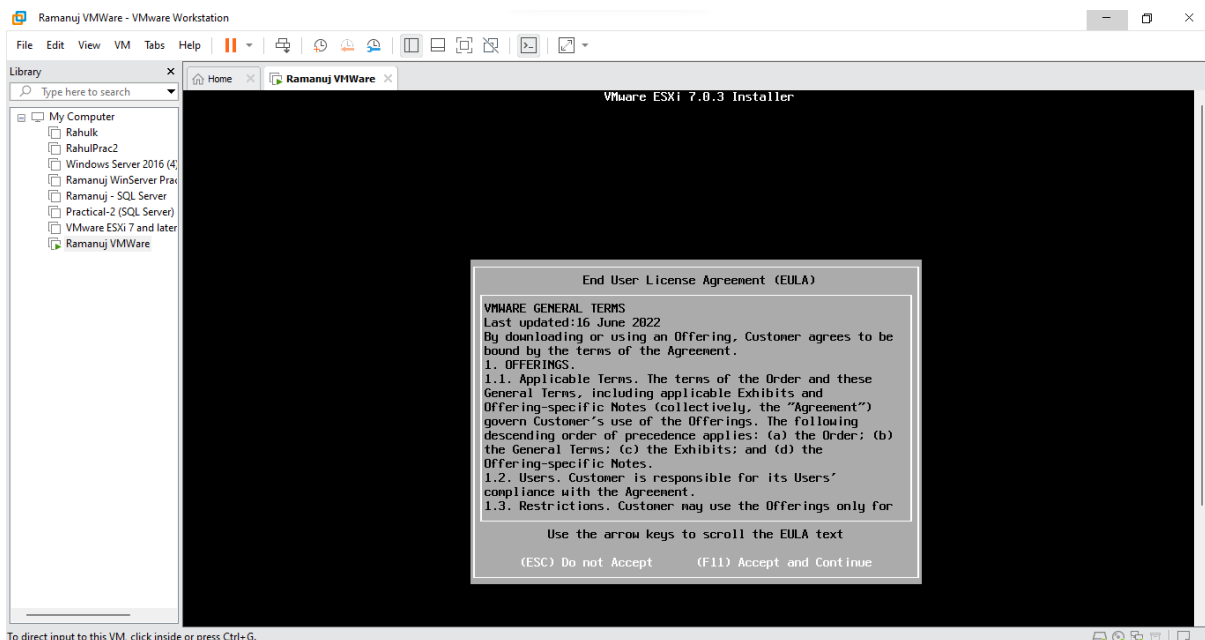 Ramanuj VMWare - VMware Workstation
File Edit View VM Tabs Help
Library
Type here to search
My Computer
Rahulk
RahulPrac2
Windows Server 2016 (4)
Ramanuj WinServer Prac
Ramanuj - SQL Server
Practical-2 (SQL Server)
VMware ESXi 7 and later
Ramanuj VMWare
Home
Ramanuj VMWare
VMware ESXi 7.0.3 Installer
End User License Agreement (EULA)
VMWARE GENERAL TERMS
Last updated:16 June 2022
By downloading or using an Offering, Customer agrees to be
bound by the terms of the Agreement.
1. OFFERINGS.
1.1. Applicable Terms. The terms of the Order and these
General Terms, including applicable Exhibits and
Offering-specific Notes (collectively, the "Agreement")
govern Customer's use of the Offerings. The following
descending order of precedence applies: (a) the Order; (b)
the General Terms; (c) the Exhibits; and (d) the
Offering-specific Notes.
1.2. Users. Customer is responsible for its Users'
compliance with the Agreement.
1.3. Restrictions. Customer may use the Offerings only for
Use the arrow keys to scroll the EULA text
(ESC) Do not Accept (F11) Accept and Continue
To direct input to this VM, click inside or press Ctrl+G.